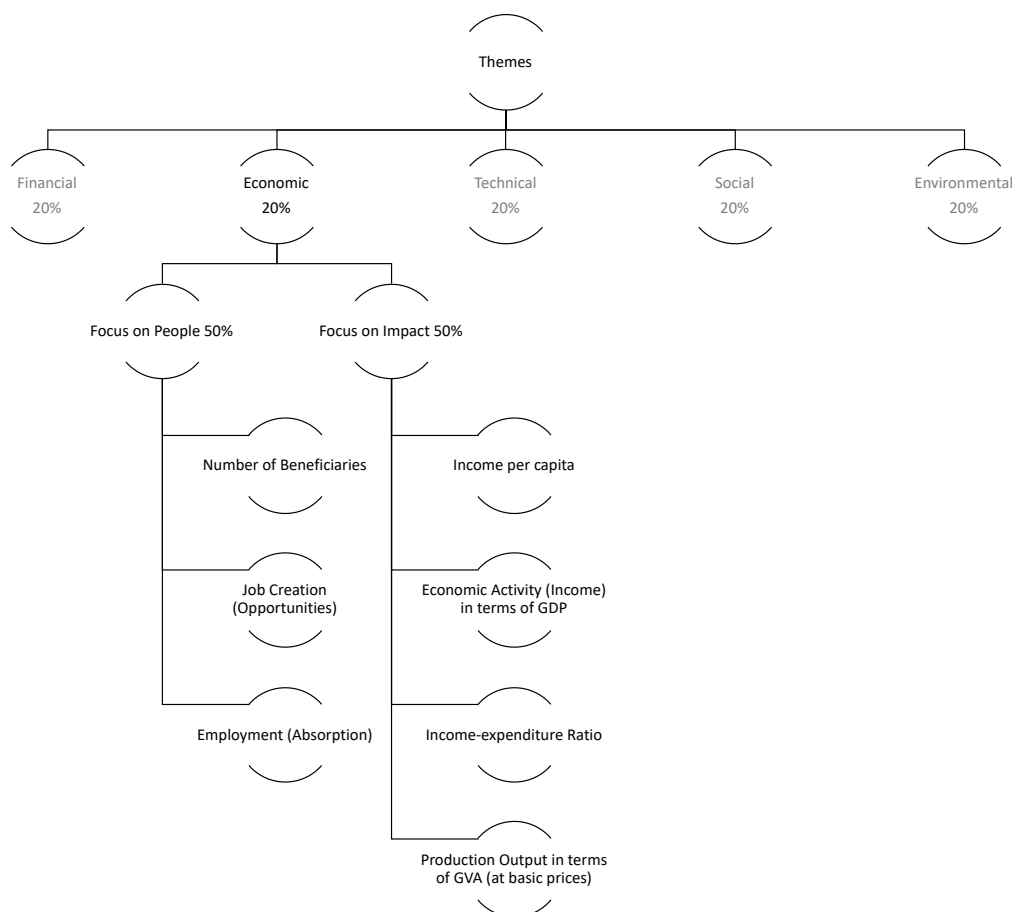 Themes
Financial
20%
Economic
20%
Technical
20%
Social
20%
Environmental
20%
Focus on People 50%
Focus on Impact 50%
Number of Beneficiaries
Income per capita
Job Creation
(Opportunities)
Economic Activity (Income)
in terms of GDP
Employment (Absorption)
Income-expenditure Ratio
Production Output in terms
of GVA (at basic prices)